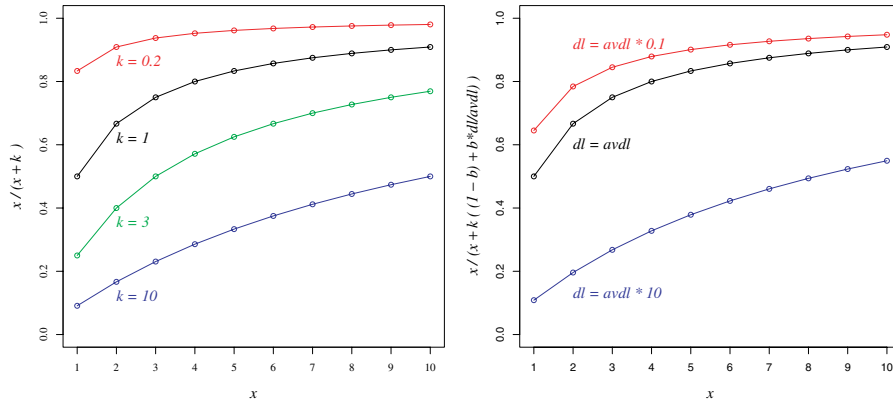 x / (x + k )
1.0
0.8
0.6
0.4
0.2
0.0
k = 0.2
k = 1
k = 3
k = 10
1 2 3 4 5 6 7 8 9 10
x
x / (x + k ( (1 − b) + b*dl/avdl) )
1.0
0.8
0.6
0.4
0.2
0.0
dl = avdl * 0.1
dl = avdl
dl = avdl * 10
1 2 3 4 5 6 7 8 9 10
x